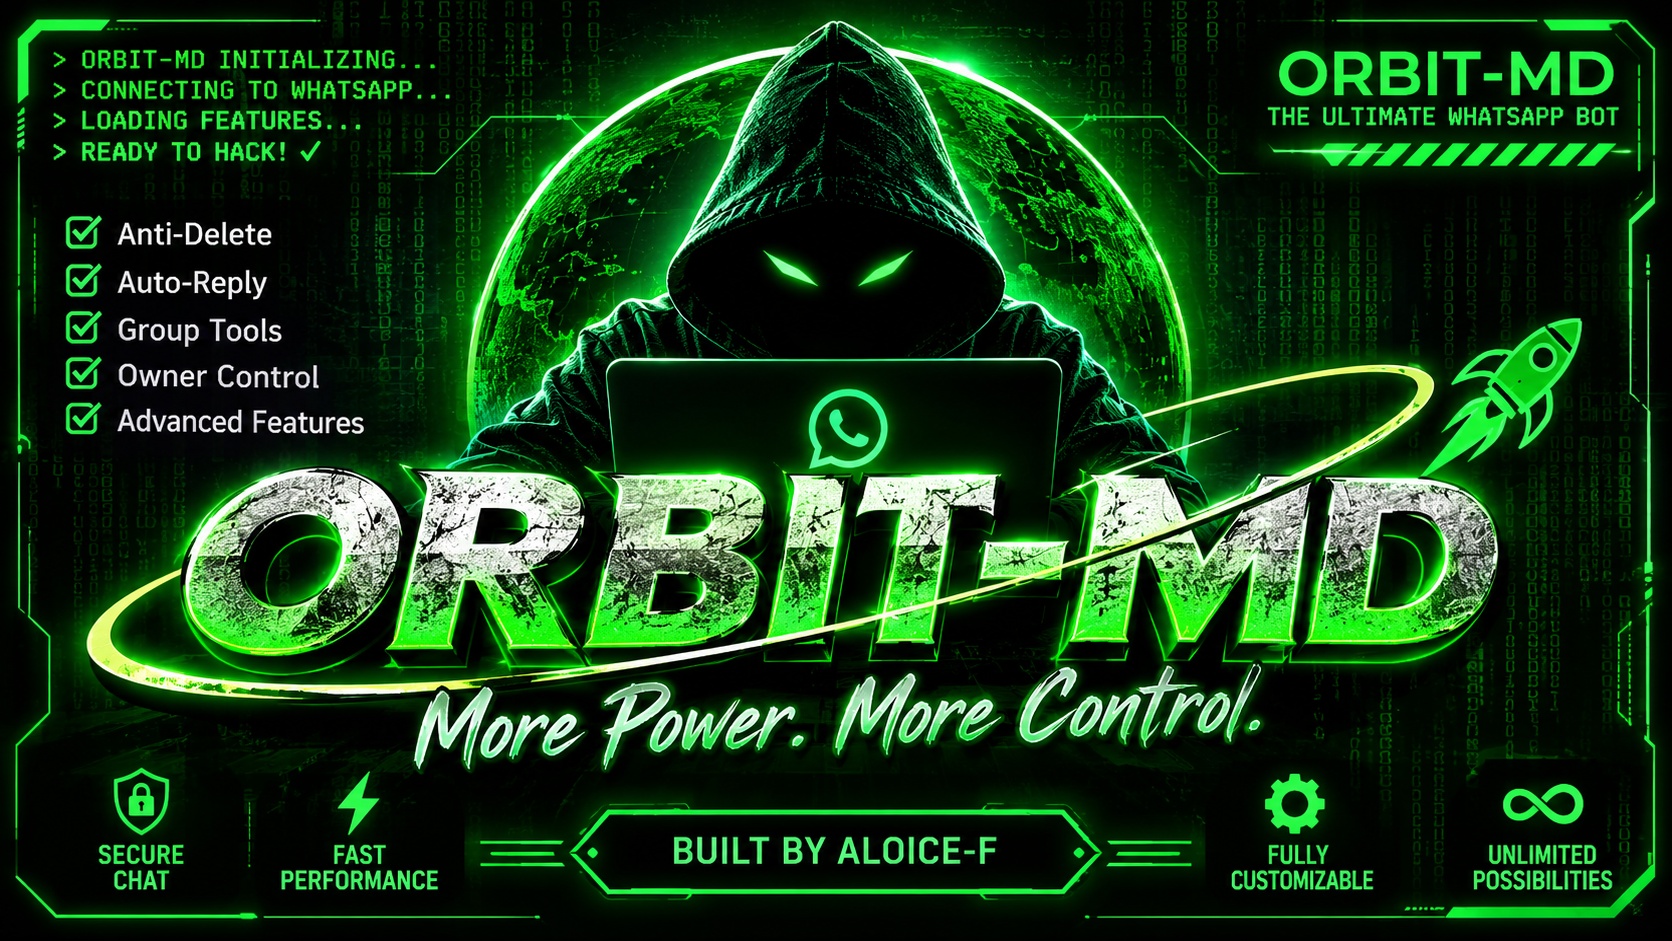 > ORBIT-MD INITIALIZING...
> CONNECTING TO WHATSAPP...
> LOADING FEATURES...
> READY TO HACK! ✓
ORBIT-MD
THE ULTIMATE WHATSAPP BOT
Anti-Delete
Auto-Reply
Group Tools
Owner Control
Advanced Features
ORBIT-MD
More Power. More Control.
SECURE
CHAT
FAST
PERFORMANCE
BUILT BY ALOICE-F
FULLY
CUSTOMIZABLE
UNLIMITED
POSSIBILITIES